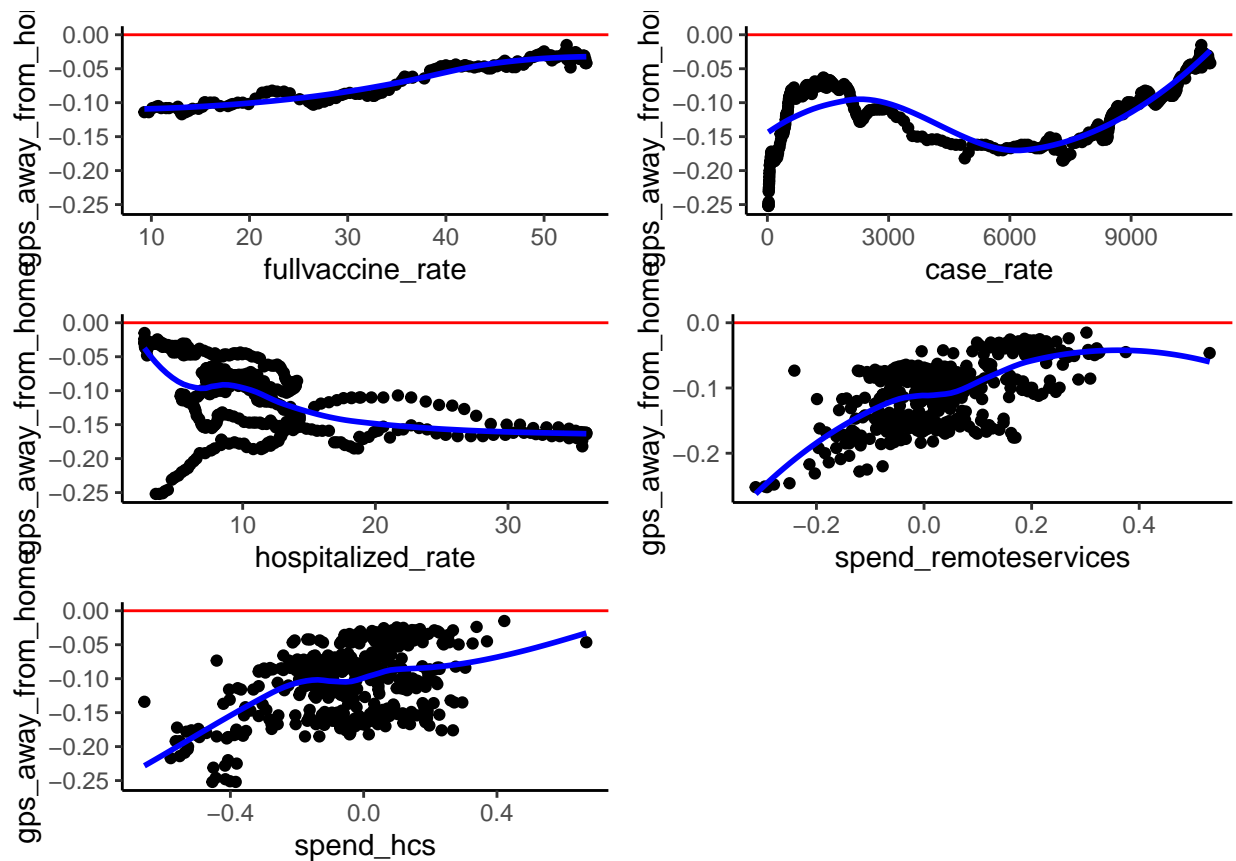 gps_away_from_ho
0.00
−0.05
−0.10
−0.15
−0.20
−0.25
10 20 30 40 50
fullvaccine_rate
gps_away_from_ho
0.00
−0.05
−0.10
−0.15
−0.20
−0.25
0 3000 6000 9000
case_rate
gps_away_from_home
0.00
−0.05
−0.10
−0.15
−0.20
−0.25
10 20 30
hospitalized_rate
gps_away_from_home
0.0
−0.1
−0.2
−0.2 0.0 0.2 0.4
spend_remoteservices
gps_away_from_home
0.00
−0.05
−0.10
−0.15
−0.20
−0.25
−0.4 0.0 0.4
spend_hcs